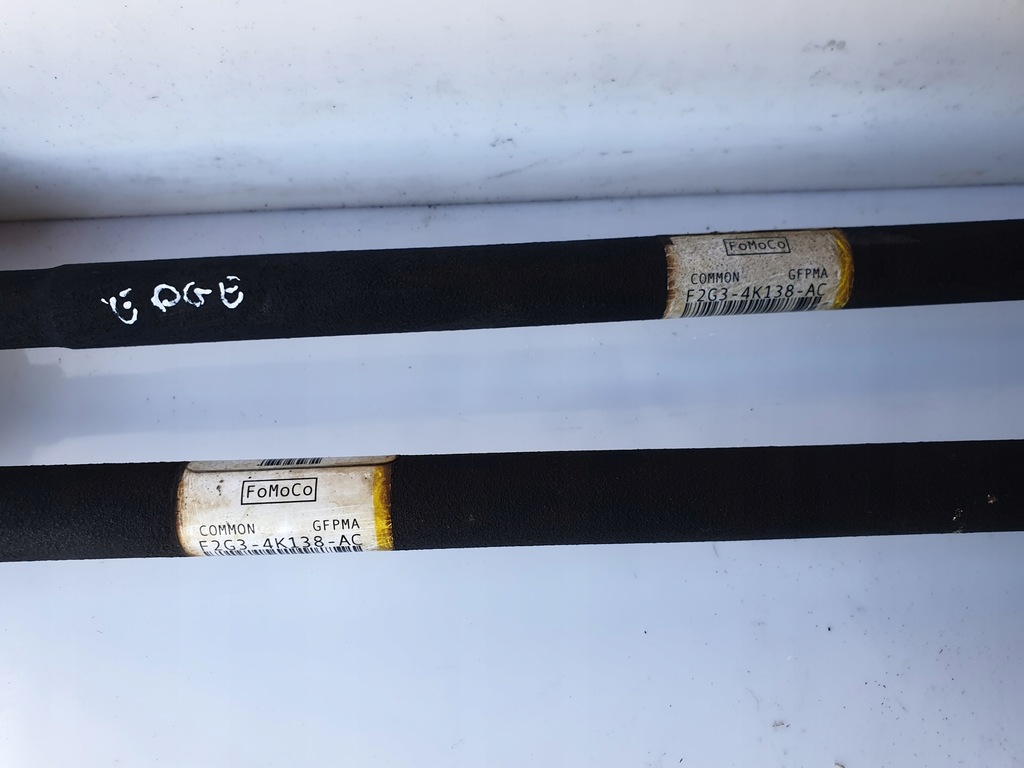 EDGE
FoMoCo
COMMON GFPMA
F2G3-4K138-AC
FoMoCo
COMMON GFPMA
F2G3-4K138-AC